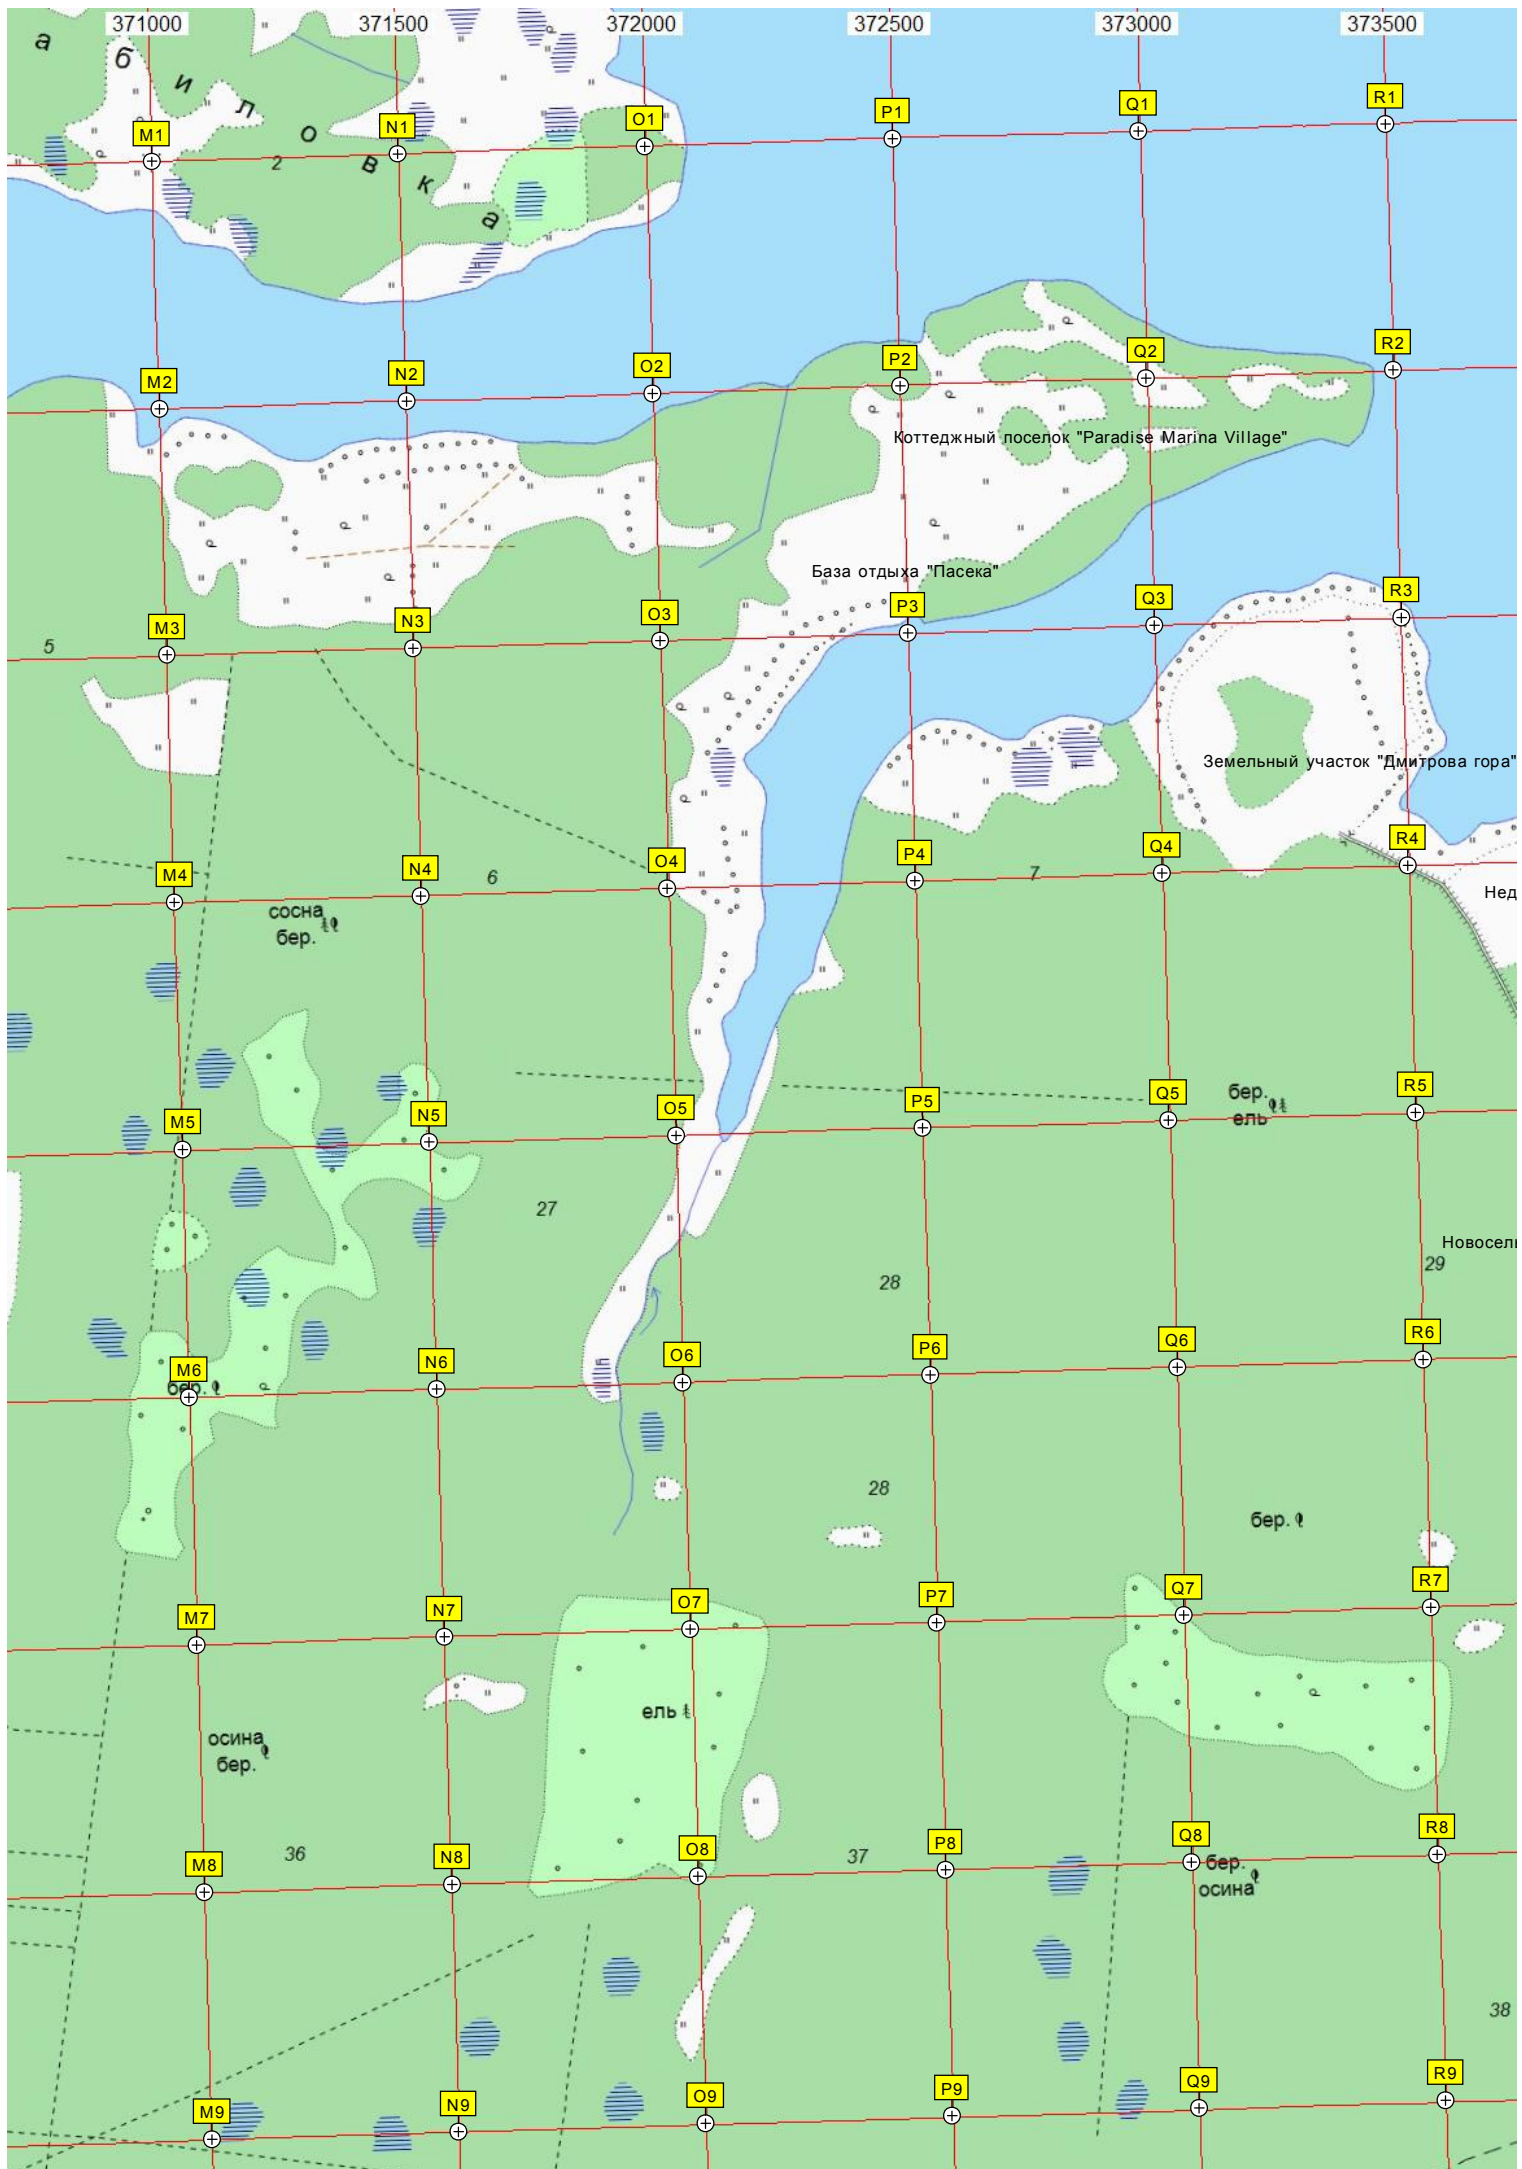 371000 371500 372000 372500 373000 373500
абиловка
M1 N1 O1 P1 Q1 R1
2
M2 N2 O2 P2 Q2 R2
Коттеджный поселок "Paradise Marina Village"
База отдыха "Пасека"
M3 N3 O3 P3 Q3 R3
5
Земельный участок "Дмитрова гора"
M4 N4 O4 P4 Q4 R4
6
7
Нед
сосна
бер.
M5 N5 O5 P5 Q5 R5
бер.
ель
27
Новосель
28
29
M6 N6 O6 P6 Q6 R6
бер.
28
бер.
M7 N7 O7 P7 Q7 R7
ель
осина
бер.
36
37
M8 N8 O8 P8 Q8 R8
бер.
осина
38
M9 N9 O9 P9 Q9 R9